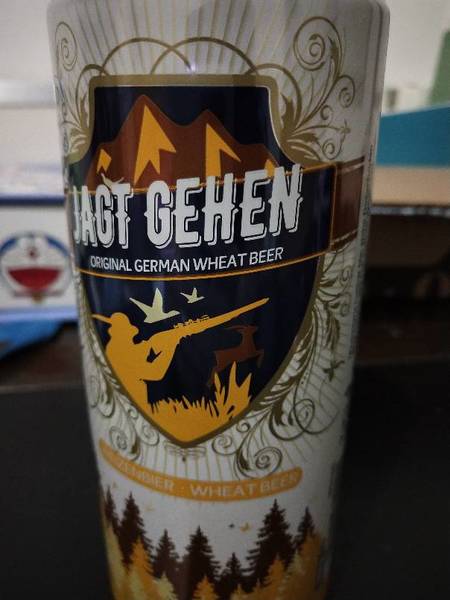 JAGT GEHEN
ORIGINAL GERMAN WHEAT BEER
WEIZENBIER · WHEAT BEER